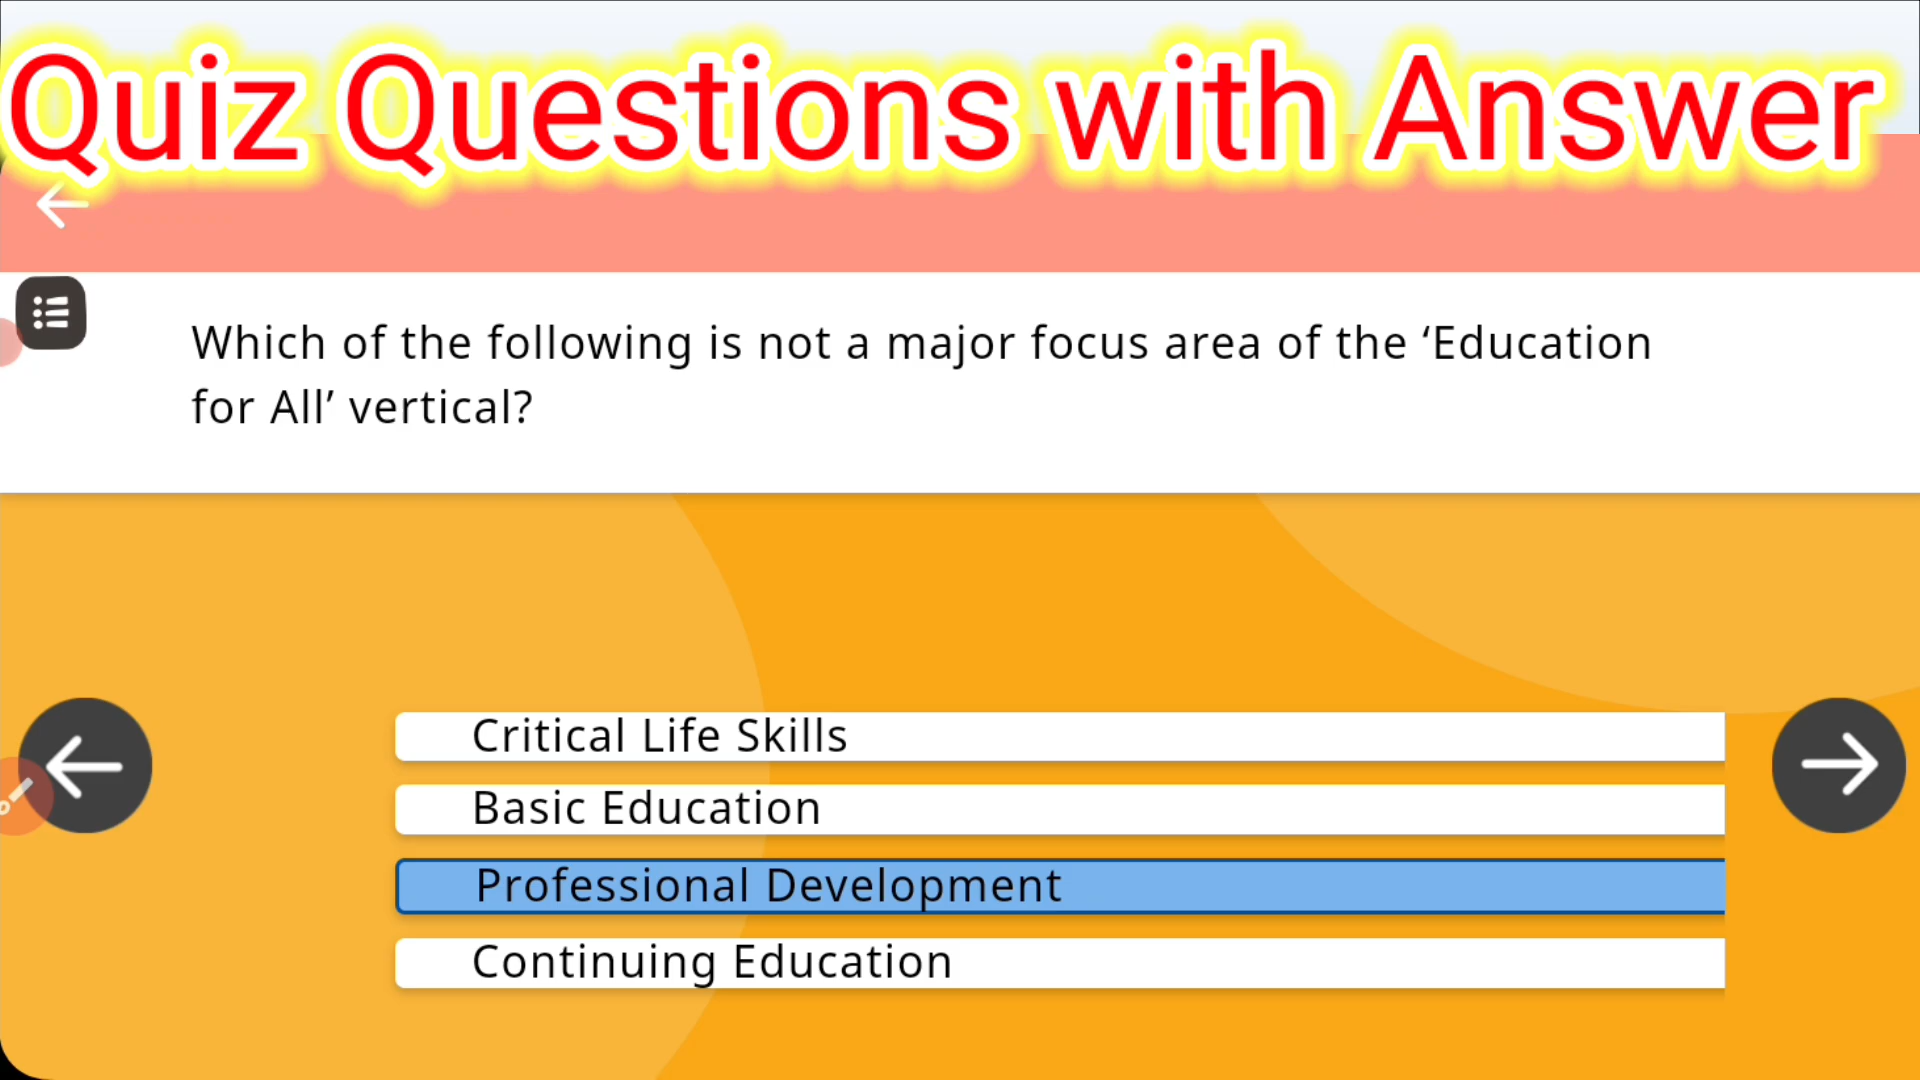 Quiz Questions with Answer
Which of the following is not a major focus area of the ‘Education
for All’ vertical?
Critical Life Skills
Basic Education
Professional Development
Continuing Education